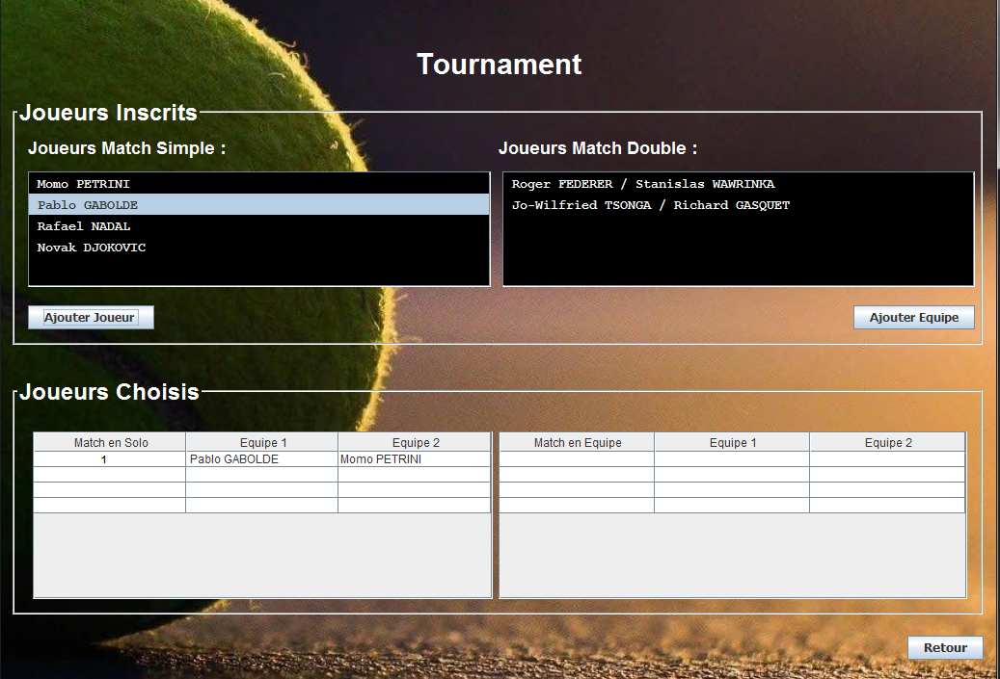 Tournament
Joueurs Inscrits
Joueurs Match Simple :
Joueurs Match Double :
Momo PETRINI
Pablo GABOLDE
Rafael NADAL
Novak DJOKOVIC
Roger FEDERER / Stanislas WAWRINKA
Jo-Wilfried TSONGA / Richard GASQUET
Ajouter Joueur
Ajouter Equipe
Joueurs Choisis
Match en Solo Equipe 1 Equipe 2
1 Pablo GABOLDE Momo PETRINI
Match en Equipe Equipe 1 Equipe 2
Retour